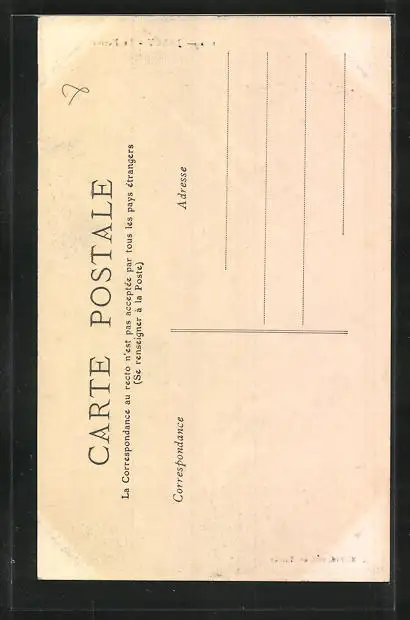 CARTE POSTALE
La Correspondance au recto n'est pas acceptée par tous les pays étrangers
(Se renseigner à la Poste)
Correspondance
Adresse